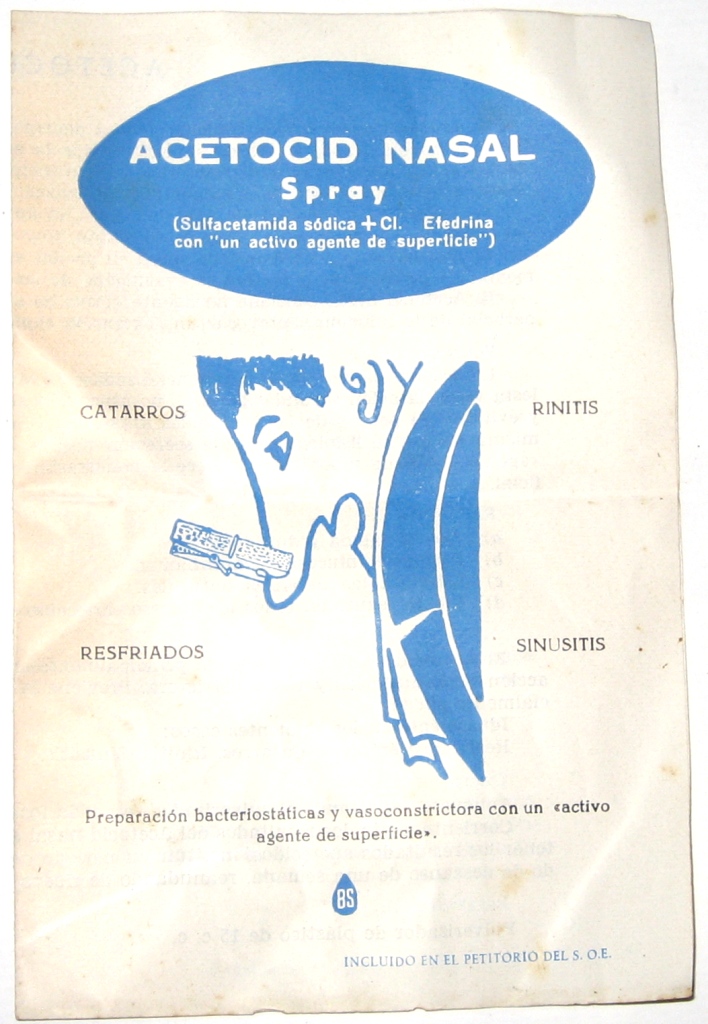 ACETOCID NASAL
Spray
(Sulfacetamida sódica + Cl. Efedrina
con "un activo agente de superficie")
CATARROS
RINITIS
RESFRIADOS
SINUSITIS
Preparación bacteriostáticas y vasoconstrictora con un «activo
agente de superficie».
BS
INCLUIDO EN EL PETITORIO DEL S. O.E.